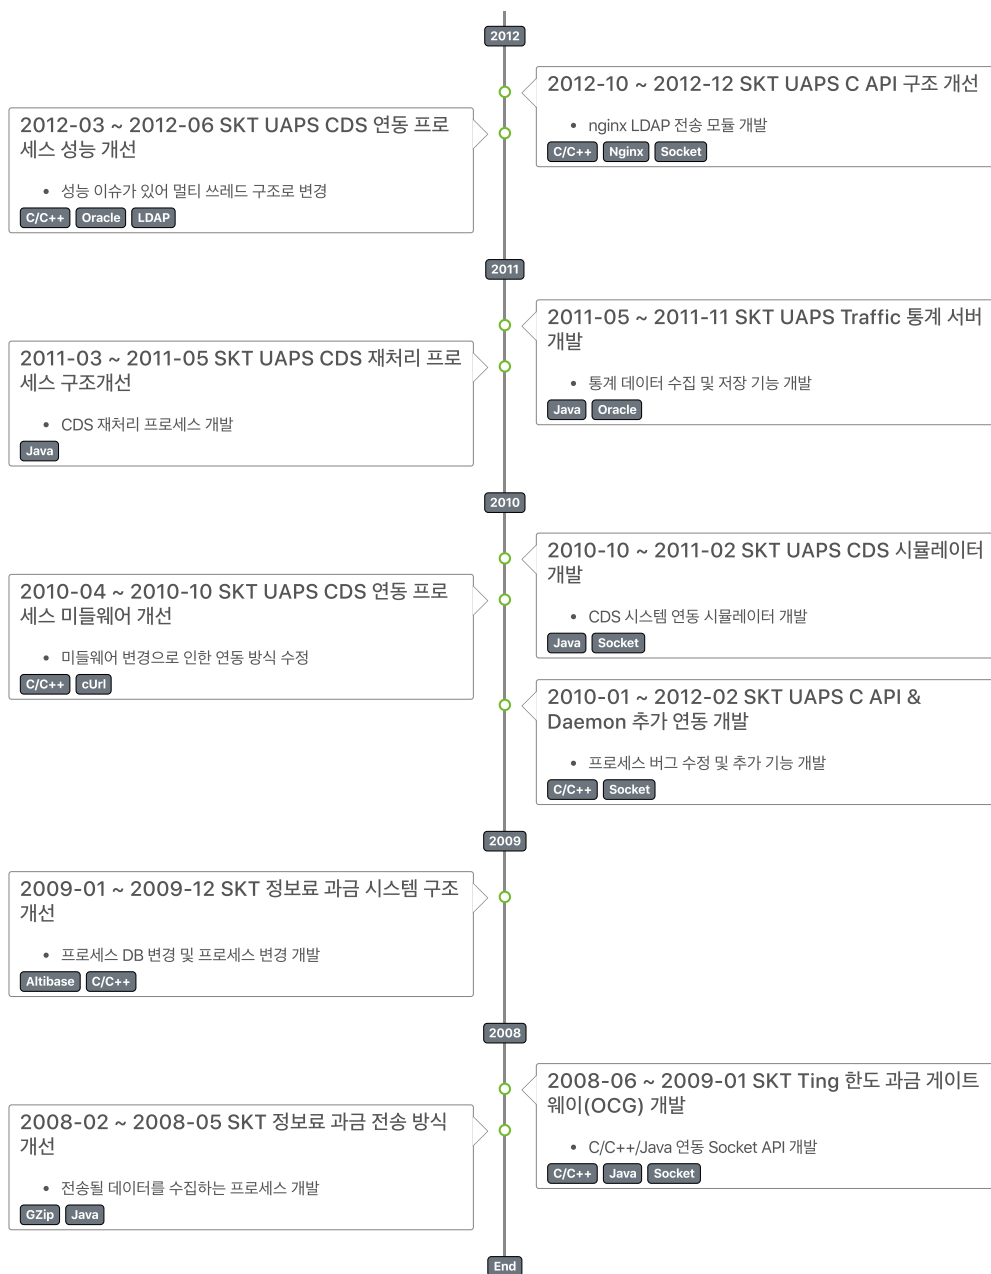 2012
2012-10 ~ 2012-12 SKT UAPS C API 구조 개선
nginx LDAP 전송 모듈 개발
C/C++ Nginx Socket
2012-03 ~ 2012-06 SKT UAPS CDS 연동 프로
세스 성능 개선
성능 이슈가 있어 멀티 쓰레드 구조로 변경
C/C++ Oracle LDAP
2011
2011-05 ~ 2011-11 SKT UAPS Traffic 통계 서버
개발
통계 데이터 수집 및 저장 기능 개발
Java Oracle
2011-03 ~ 2011-05 SKT UAPS CDS 재처리 프로
세스 구조개선
CDS 재처리 프로세스 개발
Java
2010
2010-10 ~ 2011-02 SKT UAPS CDS 시뮬레이터
개발
CDS 시스템 연동 시뮬레이터 개발
Java Socket
2010-04 ~ 2010-10 SKT UAPS CDS 연동 프로
세스 미들웨어 개선
미들웨어 변경으로 인한 연동 방식 수정
C/C++ cUrl
2010-01 ~ 2012-02 SKT UAPS C API &
Daemon 추가 연동 개발
프로세스 버그 수정 및 추가 기능 개발
C/C++ Socket
2009
2009-01 ~ 2009-12 SKT 정보료 과금 시스템 구조
개선
프로세스 DB 변경 및 프로세스 변경 개발
Altibase C/C++
2008
2008-06 ~ 2009-01 SKT Ting 한도 과금 게이트
웨이(OCG) 개발
C/C++/Java 연동 Socket API 개발
C/C++ Java Socket
2008-02 ~ 2008-05 SKT 정보료 과금 전송 방식
개선
전송될 데이터를 수집하는 프로세스 개발
GZip Java
End